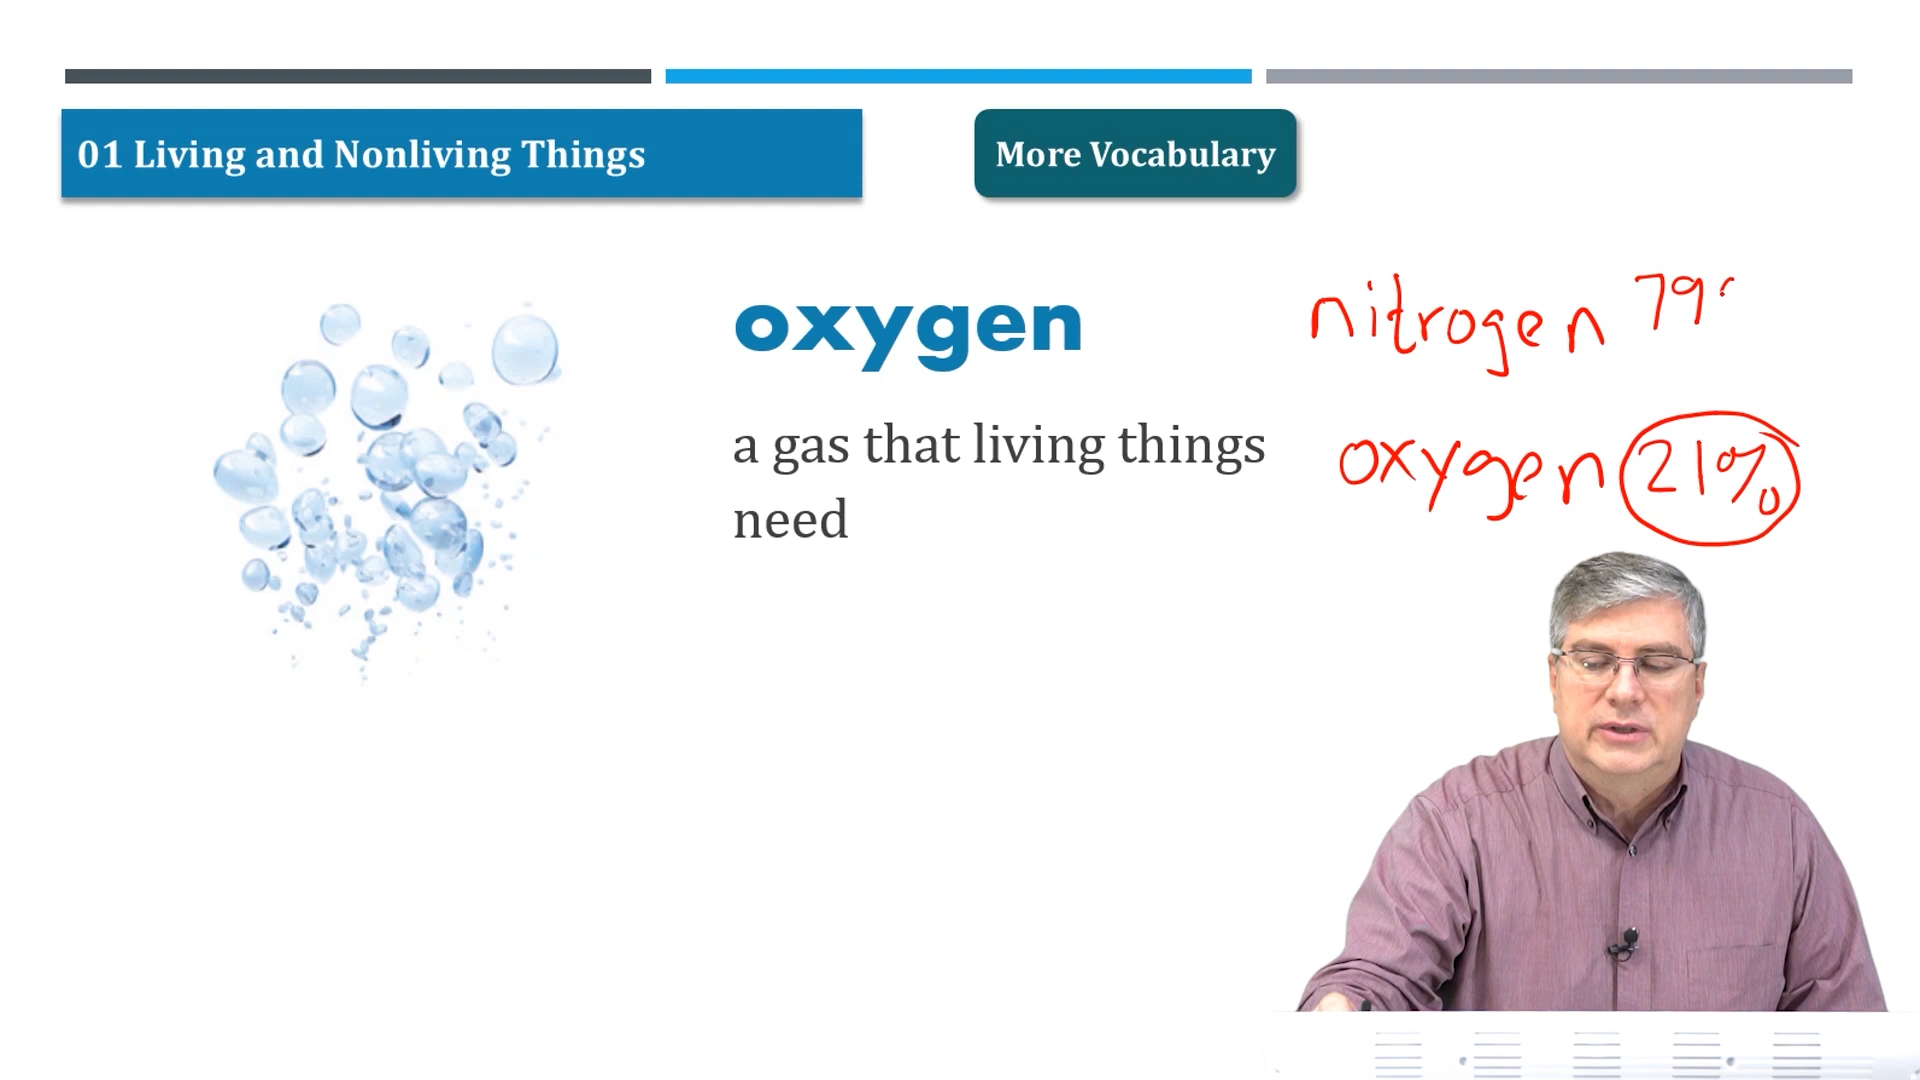 01 Living and Nonliving Things
More Vocabulary
oxygen
a gas that living things
need
nitrogen 79
oxygen 21%